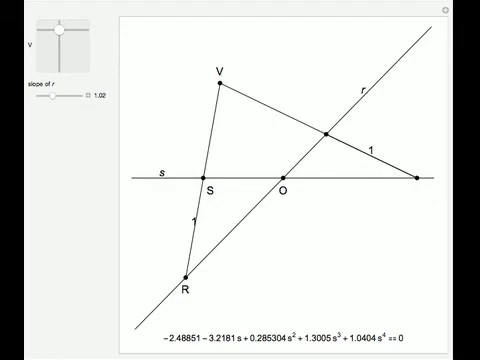 V
slope of r
1.02
V
r
1
s
S
O
1
R
−2.48851 − 3.2181 s + 0.285304 s² + 1.3005 s³ + 1.0404 s⁴ == 0